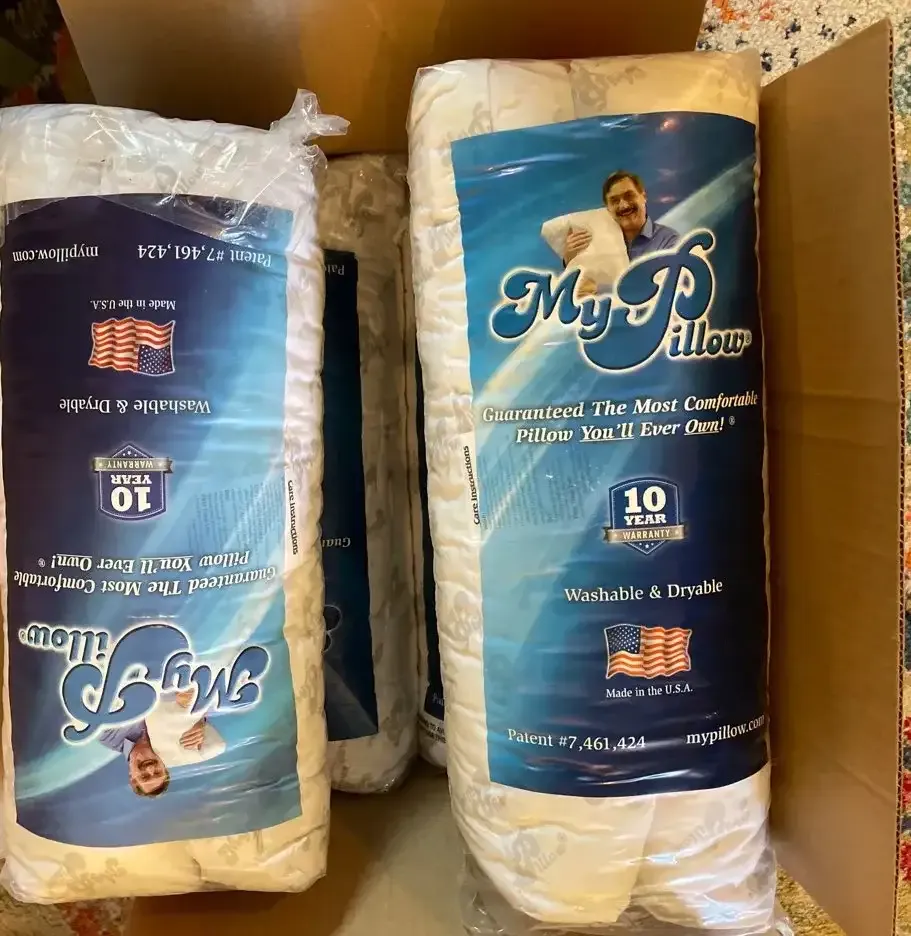 mypillow.com Patent #7,461,424
Made in the U.S.A.
Washable & Dryable
10
YEAR
WARRANTY
Care Instructions
Guaranteed The Most Comfortable
Pillow You'll Ever Own! ®
MyPillow®
MyPillow®
Guaranteed The Most Comfortable
Pillow You'll Ever Own! ®
Care Instructions
10
YEAR
WARRANTY
Washable & Dryable
Made in the U.S.A.
Patent #7,461,424 mypillow.com